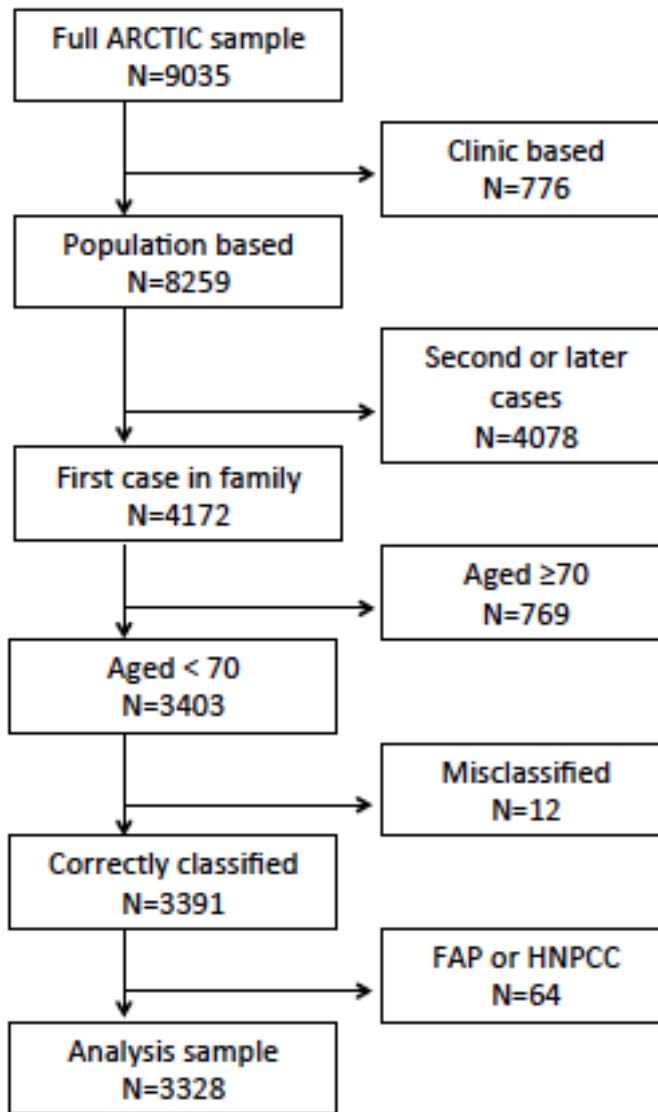 Full ARCTIC sample
N=9035
Clinic based
N=776
Population based
N=8259
Second or later
cases
N=4078
First case in family
N=4172
Aged ≥70
N=769
Aged < 70
N=3403
Misclassified
N=12
Correctly classified
N=3391
FAP or HNPCC
N=64
Analysis sample
N=3328